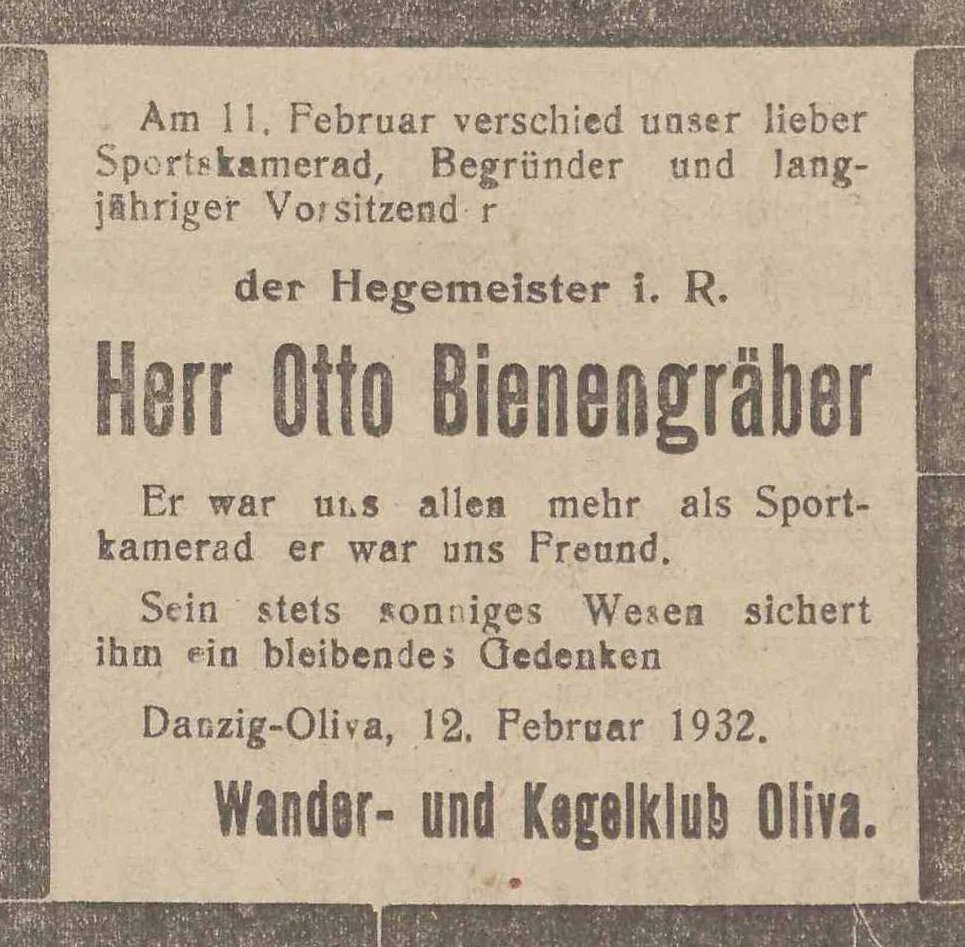 Am 11. Februar verschied unser lieber
Sportskamerad, Begründer und lang-
jähriger Vorsitzend r
der Hegemeister i. R.
Herr Otto Bienengräber
Er war uns allen mehr als Sport-
kamerad er war uns Freund.
Sein stets sonniges Wesen sichert
ihm ein bleibendes Gedenken
Danzig-Oliva, 12. Februar 1932.
Wander- und Kegelklub Oliva.